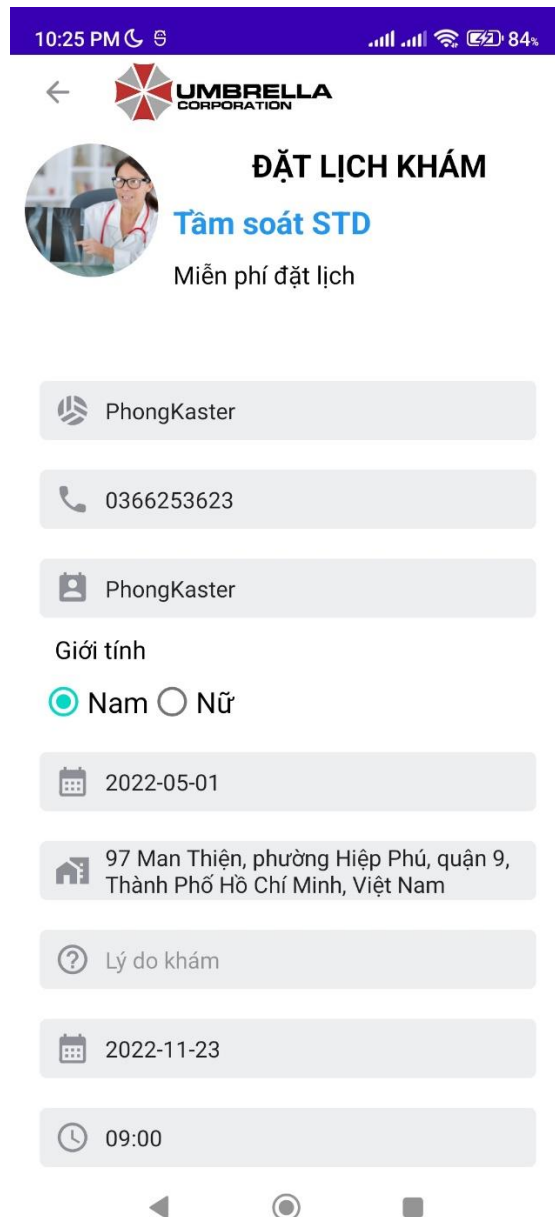 10:25 PM
84%
UMBRELLA
CORPORATION
ĐẶT LỊCH KHÁM
Tầm soát STD
Miễn phí đặt lịch
PhongKaster
0366253623
PhongKaster
Giới tính
Nam Nữ
2022-05-01
97 Man Thiện, phường Hiệp Phú, quận 9,
Thành Phố Hồ Chí Minh, Việt Nam
Lý do khám
2022-11-23
09:00